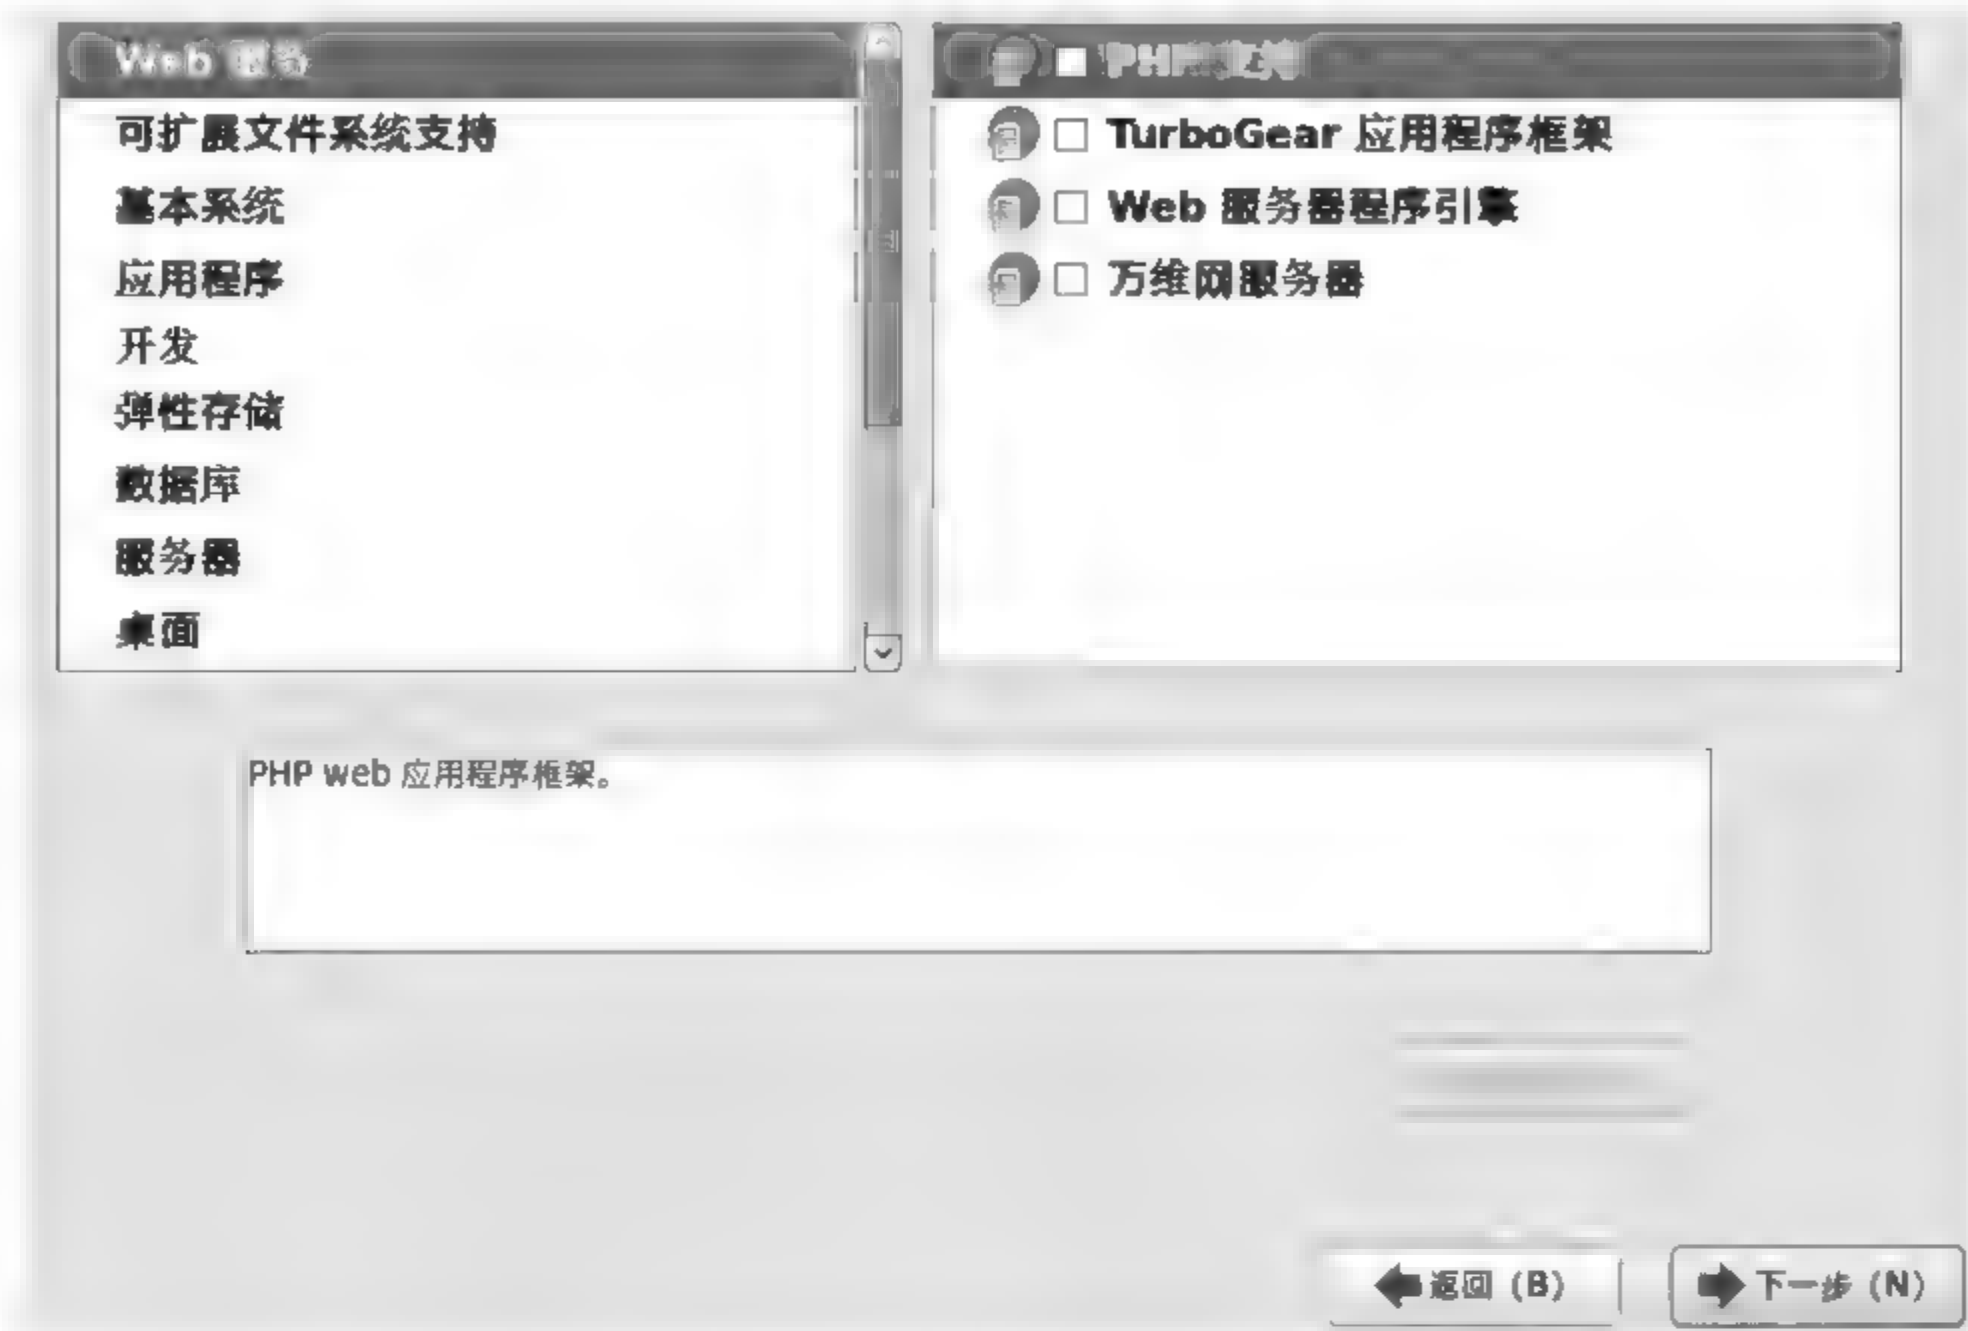 Web 服务
可扩展文件系统支持
基本系统
应用程序
开发
弹性存储
数据库
服务器
桌面
PHP 支持
TurboGear 应用程序框架
Web 服务器程序引擎
万维网服务器
PHP web 应用程序框架。
返回 (B)
下一步 (N)